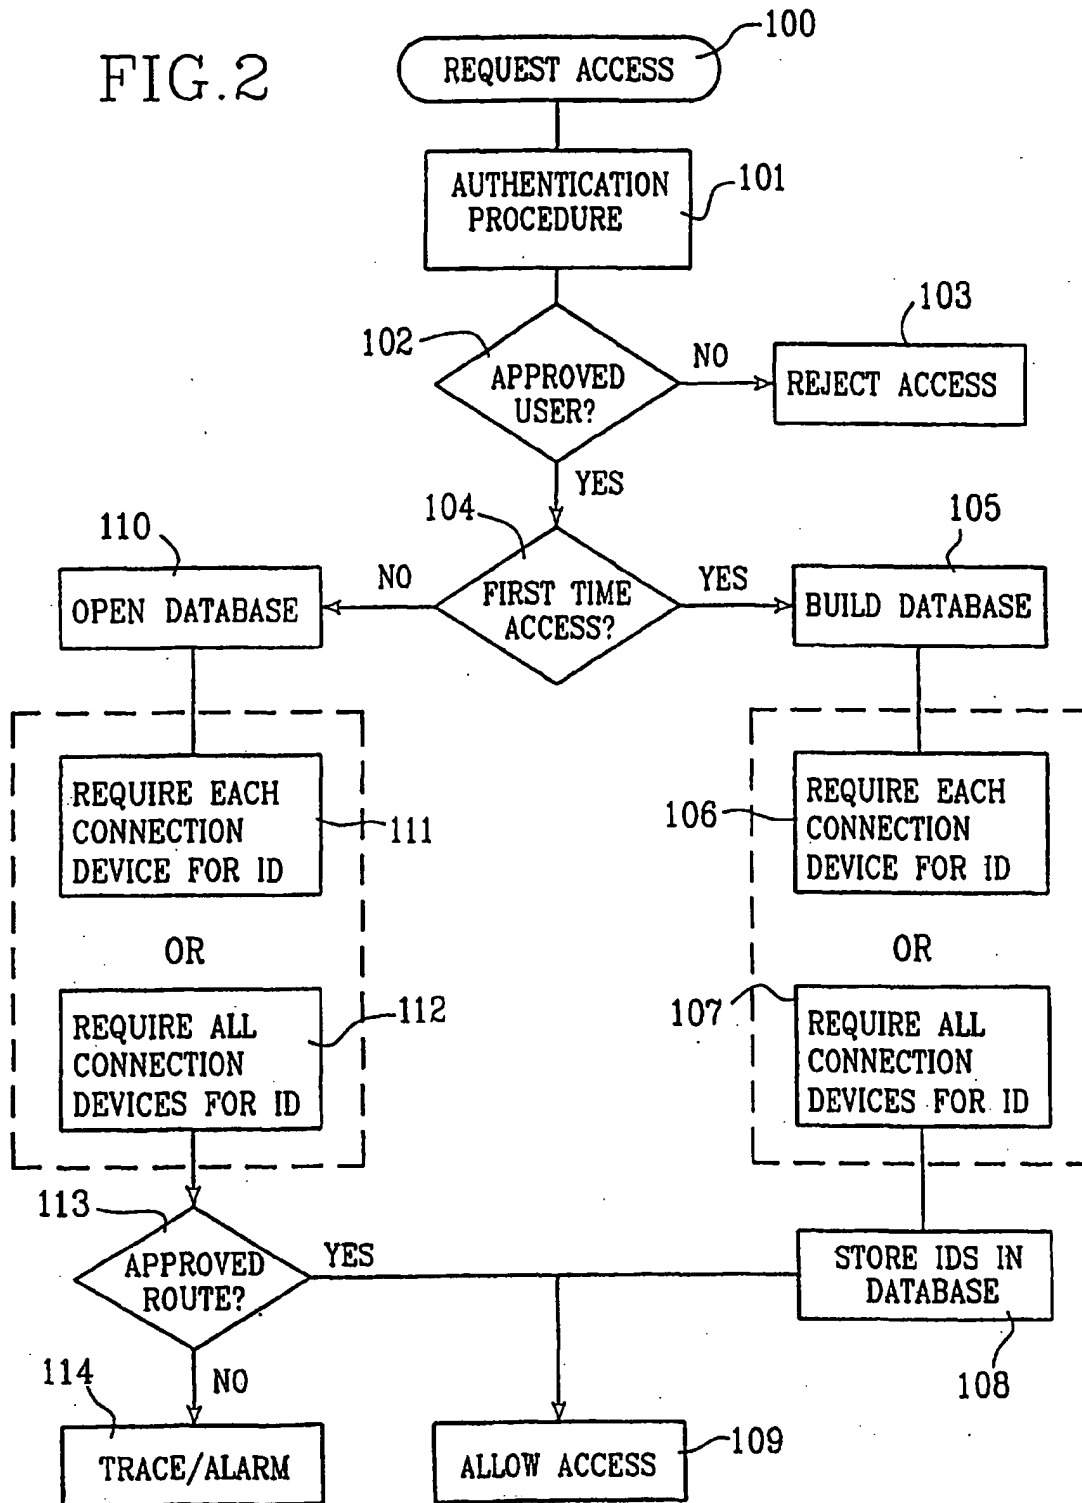 FIG.2
100
REQUEST ACCESS
AUTHENTICATION
PROCEDURE
101
102
APPROVED
USER?
NO
103
REJECT ACCESS
YES
104
FIRST TIME
ACCESS?
NO
YES
110
OPEN DATABASE
105
BUILD DATABASE
REQUIRE EACH
CONNECTION
DEVICE FOR ID
111
OR
REQUIRE ALL
CONNECTION
DEVICES FOR ID
112
106
REQUIRE EACH
CONNECTION
DEVICE FOR ID
OR
107
REQUIRE ALL
CONNECTION
DEVICES FOR ID
113
APPROVED
ROUTE?
YES
STORE IDS IN
DATABASE
108
NO
114
TRACE/ALARM
ALLOW ACCESS
109